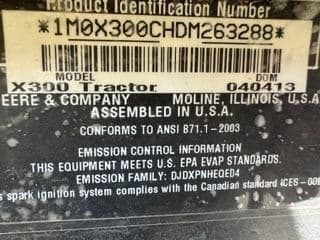 Product Identification Number
*1M0X300CHDM263288*
MODEL DOM
X300 Tractor 040413
EERE & COMPANY MOLINE, ILLINOIS, U.S.A
ASSEMBLED IN U.S.A.
CONFORMS TO ANSI B71.1-2003
EMISSION CONTROL INFORMATION
THIS EQUIPMENT MEETS U.S. EPA EVAP STANDARDS.
EMISSION FAMILY: DJDXPNHEQED4
s spark ignition system complies with the Canadian standard ICES-00